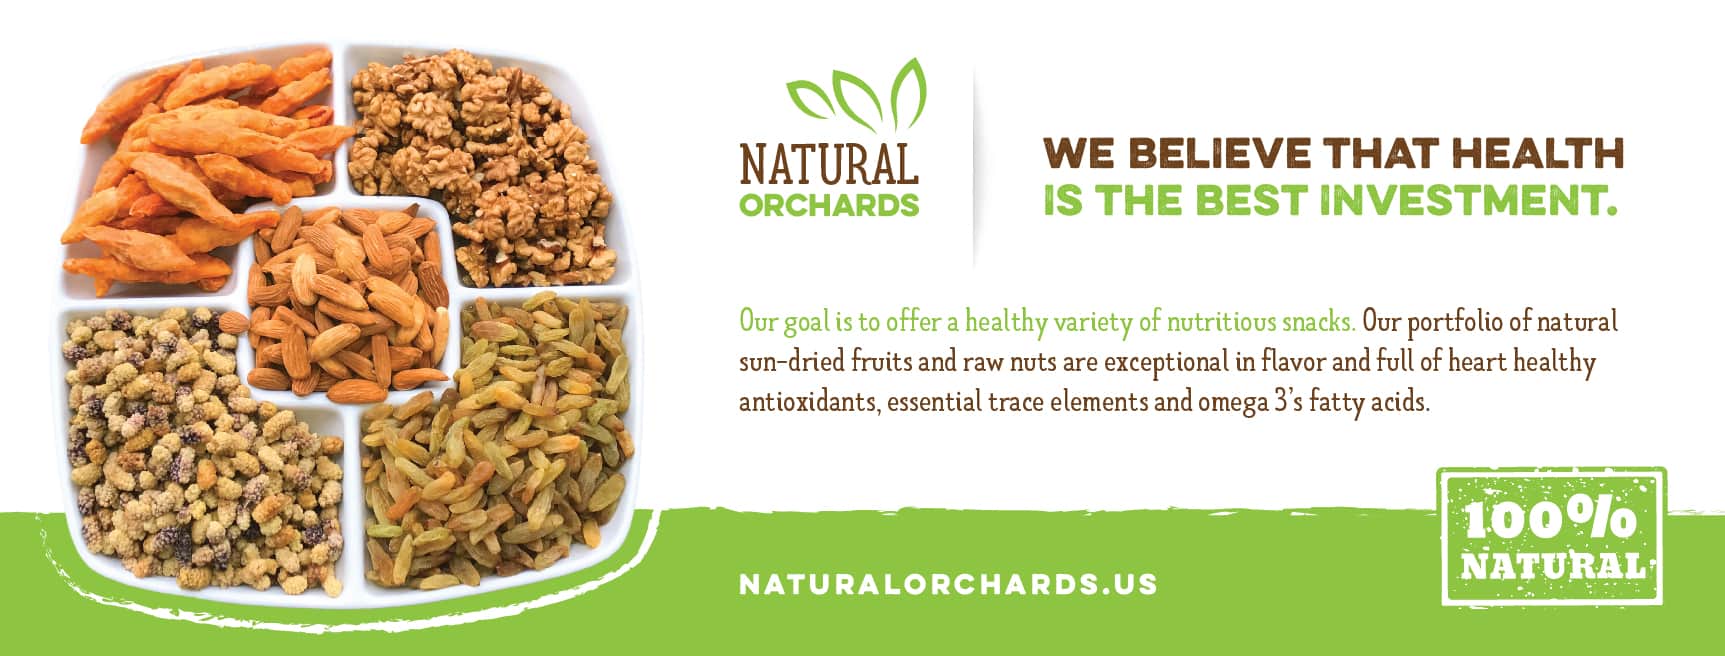 NATURAL
ORCHARDS
WE BELIEVE THAT HEALTH
IS THE BEST INVESTMENT.
Our goal is to offer a healthy variety of nutritious snacks. Our portfolio of natural
sun-dried fruits and raw nuts are exceptional in flavor and full of heart healthy
antioxidants, essential trace elements and omega 3's fatty acids.
100%
NATURAL
NATURALORCHARDS.US